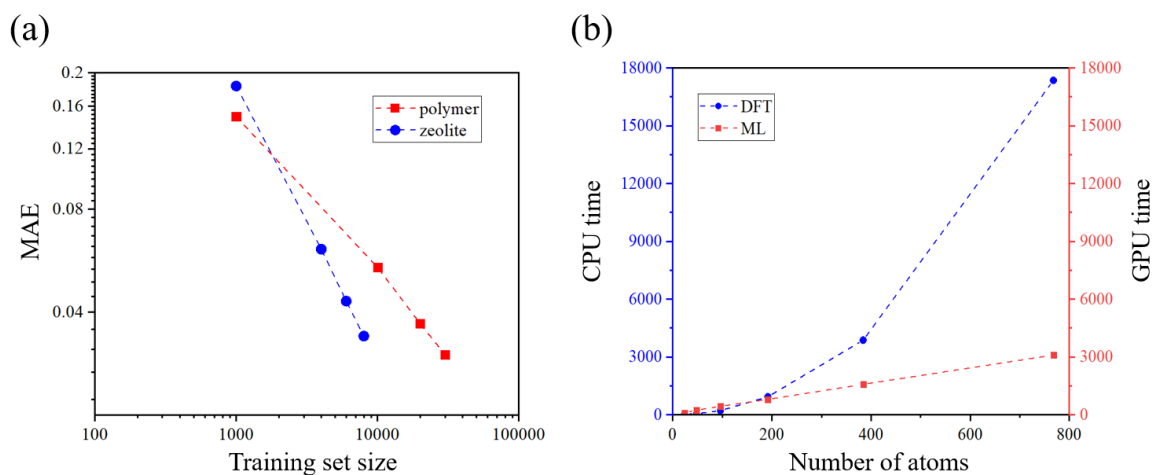 (a)
0.2
0.16
0.12
0.08
0.04
MAE
100
1000
10000
100000
Training set size
polymer
zeolite
(b)
18000
15000
12000
9000
6000
3000
0
CPU time
DFT
ML
0
200
400
600
800
Number of atoms
18000
15000
12000
9000
6000
3000
0
GPU time